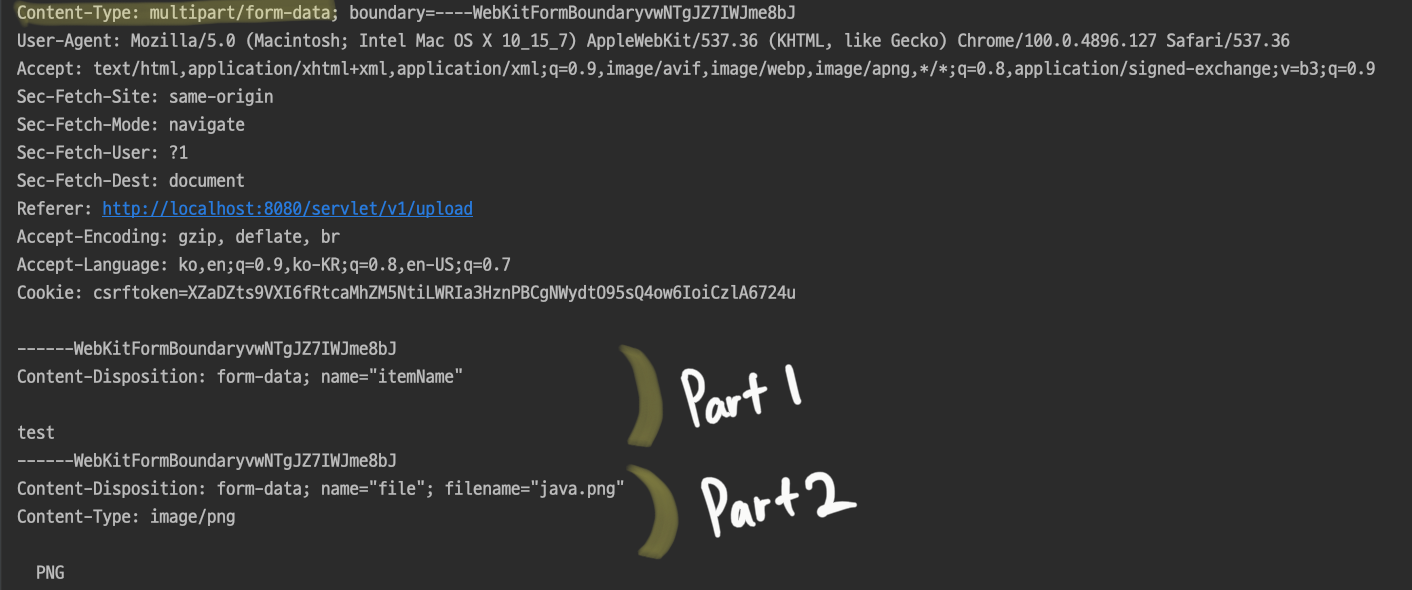 Content-Type: multipart/form-data; boundary=----WebKitFormBoundaryvwNTgJZ7IWJme8bJ
User-Agent: Mozilla/5.0 (Macintosh; Intel Mac OS X 10_15_7) AppleWebKit/537.36 (KHTML, like Gecko) Chrome/100.0.4896.127 Safari/537.36
Accept: text/html,application/xhtml+xml,application/xml;q=0.9,image/avif,image/webp,image/apng,*/*;q=0.8,application/signed-exchange;v=b3;q=0.9
Sec-Fetch-Site: same-origin
Sec-Fetch-Mode: navigate
Sec-Fetch-User: ?1
Sec-Fetch-Dest: document
Referer: http://localhost:8080/servlet/v1/upload
Accept-Encoding: gzip, deflate, br
Accept-Language: ko,en;q=0.9,ko-KR;q=0.8,en-US;q=0.7
Cookie: csrftoken=XZaDZts9VXI6fRtcaMhZM5NtiLWRIa3HznPBCgNWydtO95sQ4ow6IoiCzlA6724u
------WebKitFormBoundaryvwNTgJZ7IWJme8bJ
Content-Disposition: form-data; name="itemName"
Part 1
test
------WebKitFormBoundaryvwNTgJZ7IWJme8bJ
Content-Disposition: form-data; name="file"; filename="java.png"
Part 2
Content-Type: image/png
PNG